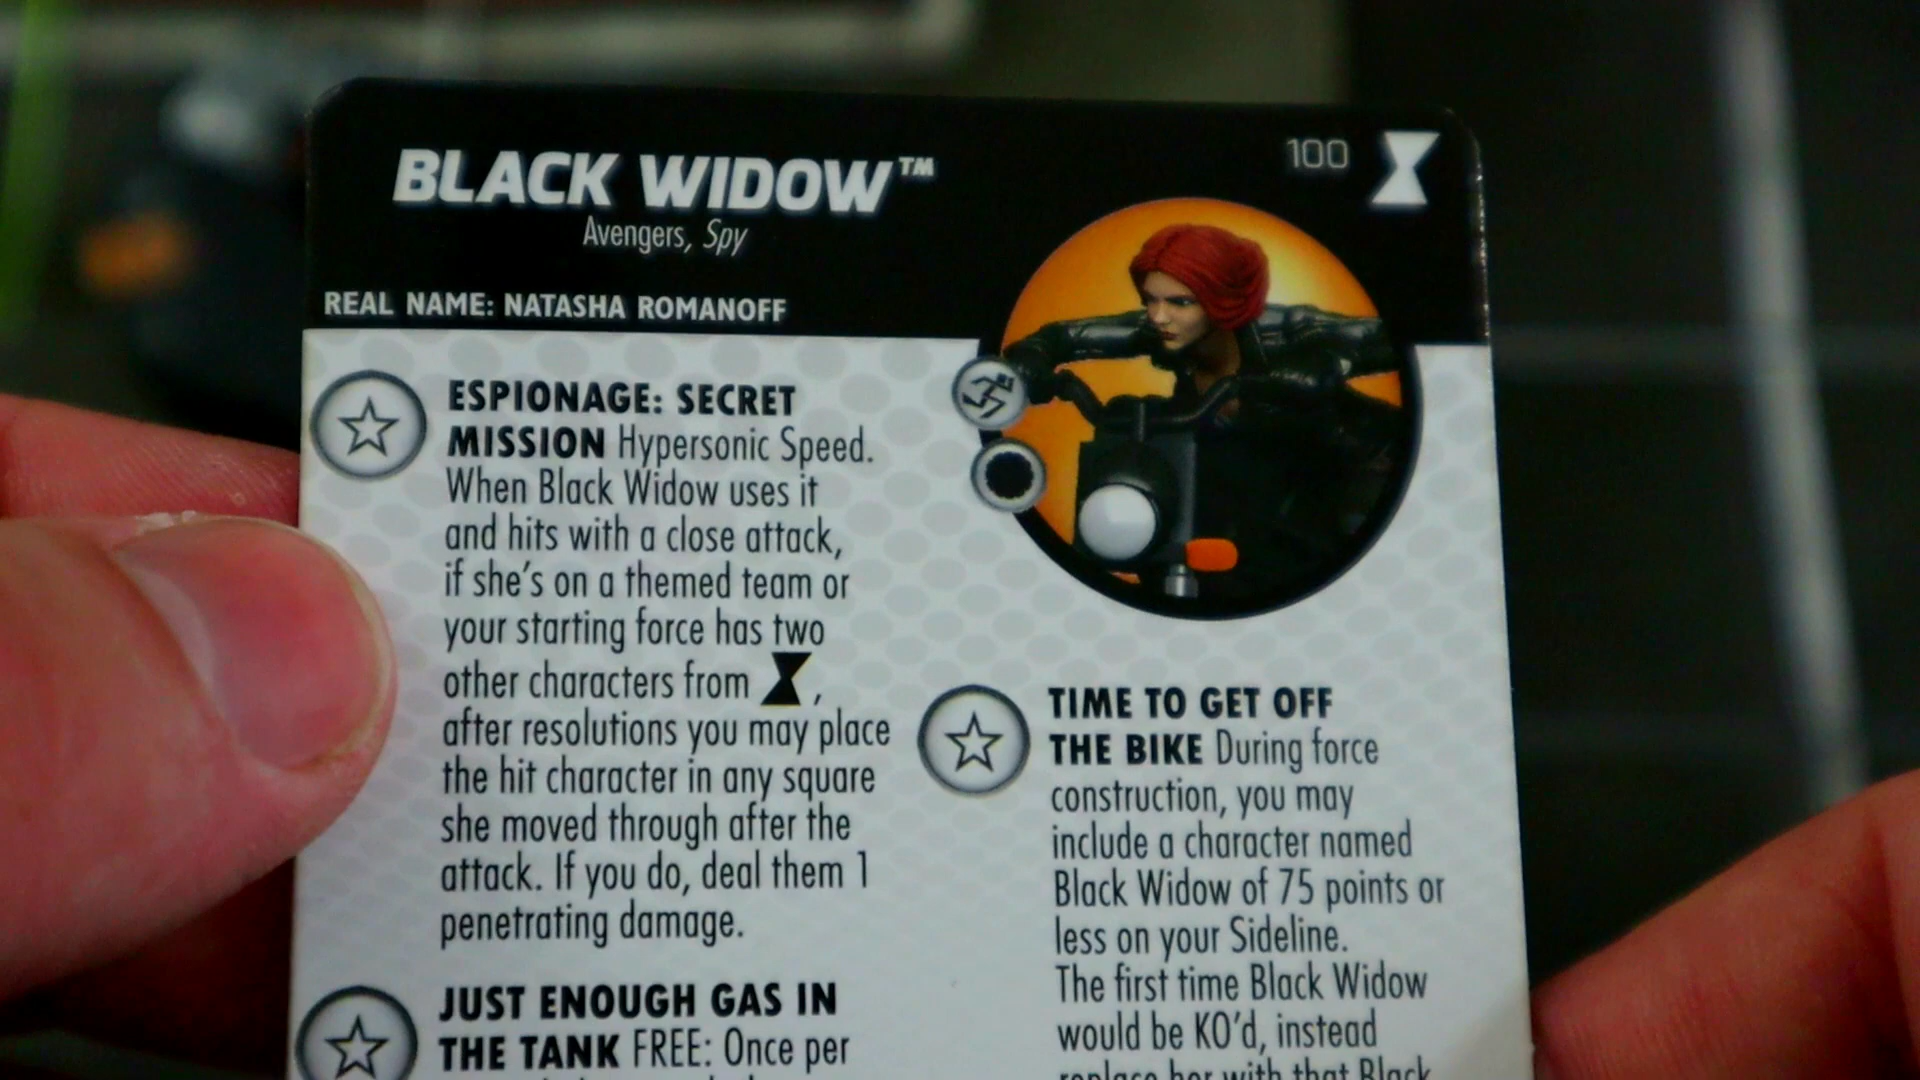 BLACK WIDOW™
Avengers, Spy
100
REAL NAME: NATASHA ROMANOFF
ESPIONAGE: SECRET
MISSION Hypersonic Speed.
When Black Widow uses it
and hits with a close attack,
if she's on a themed team or
your starting force has two
other characters from ,
after resolutions you may place
the hit character in any square
she moved through after the
attack. If you do, deal them 1
penetrating damage.
JUST ENOUGH GAS IN
THE TANK FREE: Once per
TIME TO GET OFF
THE BIKE During force
construction, you may
include a character named
Black Widow of 75 points or
less on your Sideline.
The first time Black Widow
would be KO'd, instead
replace her with that Black